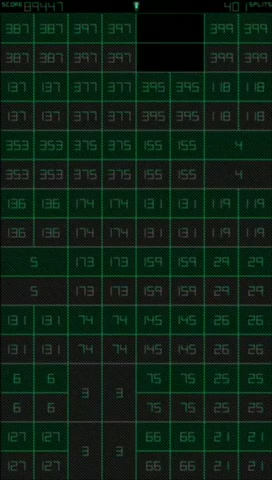 SCORE 89447 401 SPLITS
387 387 397 397 399 399
387 387 397 397 399 399
137 137 377 377 395 395 118 118
137 137 377 377 395 395 118 118
353 353 375 375 155 155 4
353 353 375 375 155 155 4
136 136 174 174 131 131 119 119
136 136 174 174 131 131 119 119
5 173 173 159 159 29 29
5 173 173 159 159 29 29
131 131 74 74 145 145 26 26
131 131 74 74 145 145 26 26
6 6 3 75 75 25 25
6 6 75 75 25 25
127 127 3 66 66 21 21
127 127 66 66 21 21